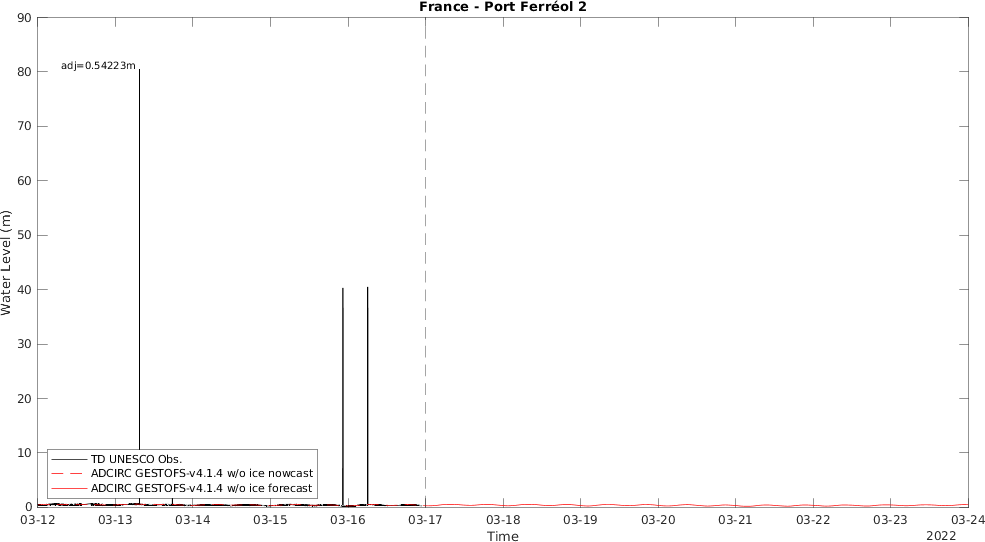 France - Port Ferréol 2
90
80
70
60
50
40
30
20
10
0
Water Level (m)
adj=0.54223m
TD UNESCO Obs.
ADCIRC GESTOFS-v4.1.4 w/o ice nowcast
ADCIRC GESTOFS-v4.1.4 w/o ice forecast
03-12 03-13 03-14 03-15 03-16 03-17 03-18 03-19 03-20 03-21 03-22 03-23 03-24
Time
2022